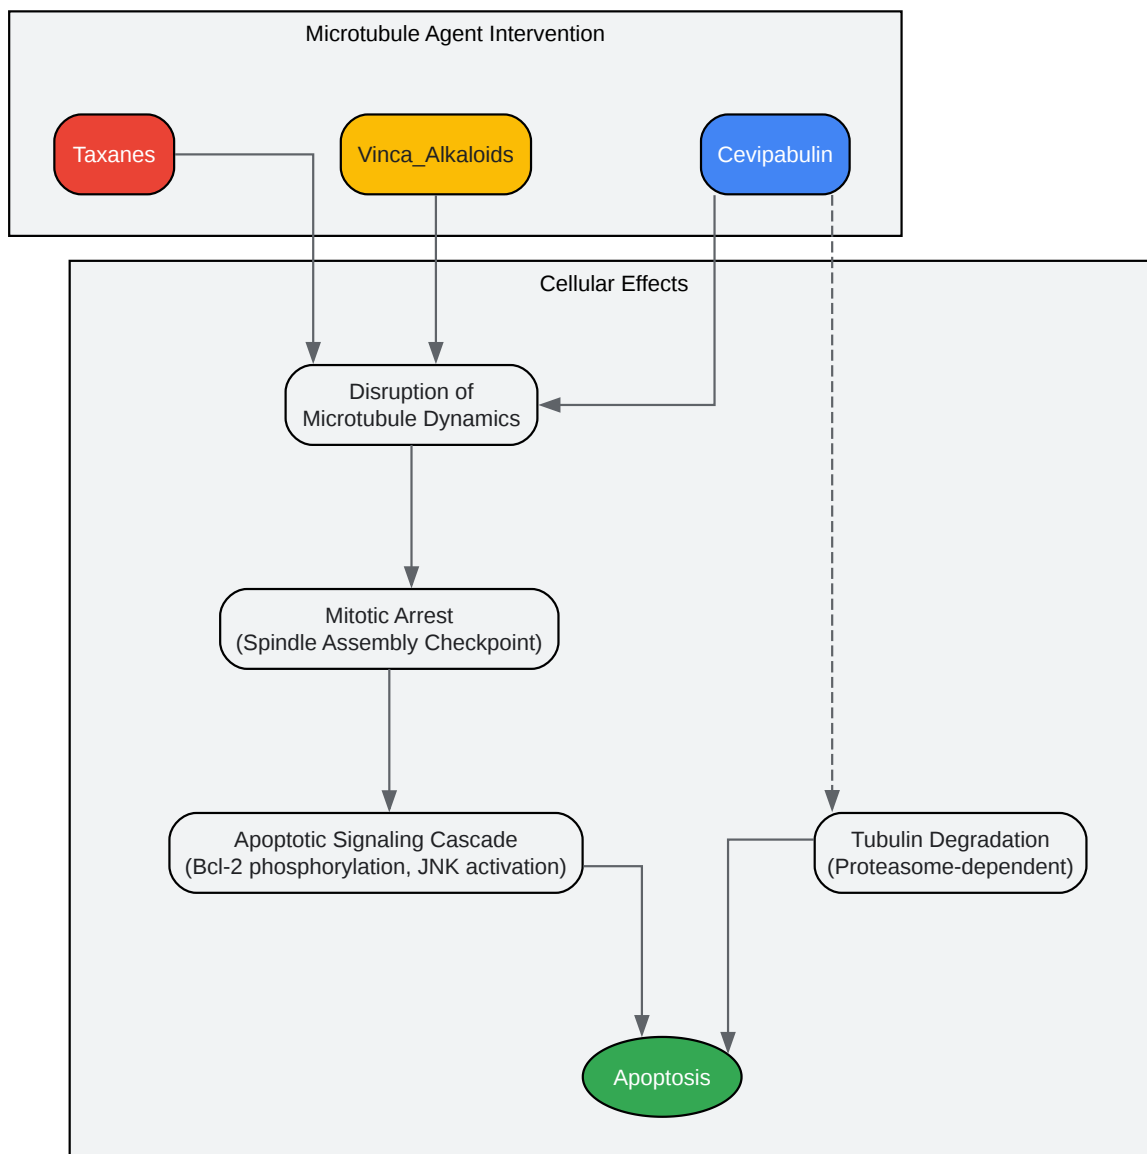 Microtubule Agent Intervention
Taxanes
Vinca_Alkaloids
Cevipabulin
Cellular Effects
Disruption of
Microtubule Dynamics
Mitotic Arrest
(Spindle Assembly Checkpoint)
Apoptotic Signaling Cascade
(Bcl-2 phosphorylation, JNK activation)
Tubulin Degradation
(Proteasome-dependent)
Apoptosis